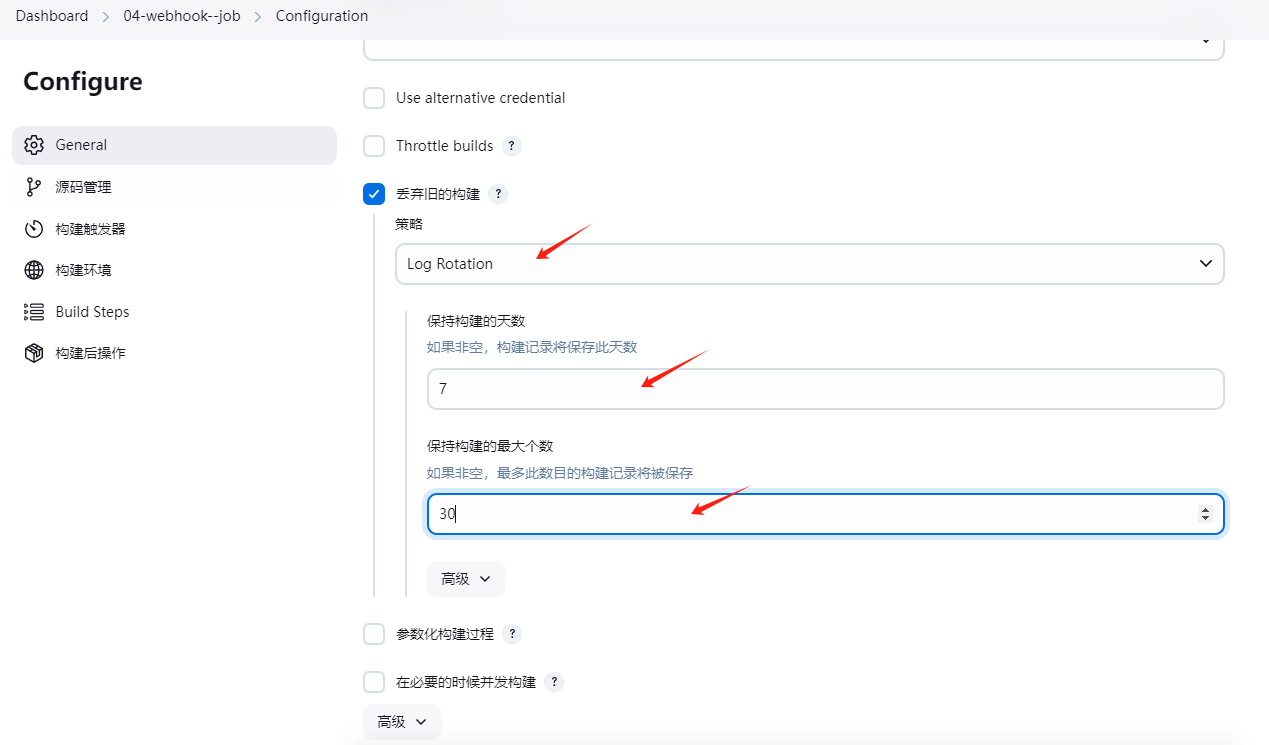 Dashboard > 04-webhook--job > Configuration
Configure
General
源码管理
构建触发器
构建环境
Build Steps
构建后操作
Use alternative credential
Throttle builds ?
丢弃旧的构建 ?
策略
Log Rotation
保持构建的天数
如果非空，构建记录将保存此天数
7
保持构建的最大个数
如果非空，最多此数目的构建记录将被保存
30
高级
参数化构建过程 ?
在必要的时候并发构建 ?
高级